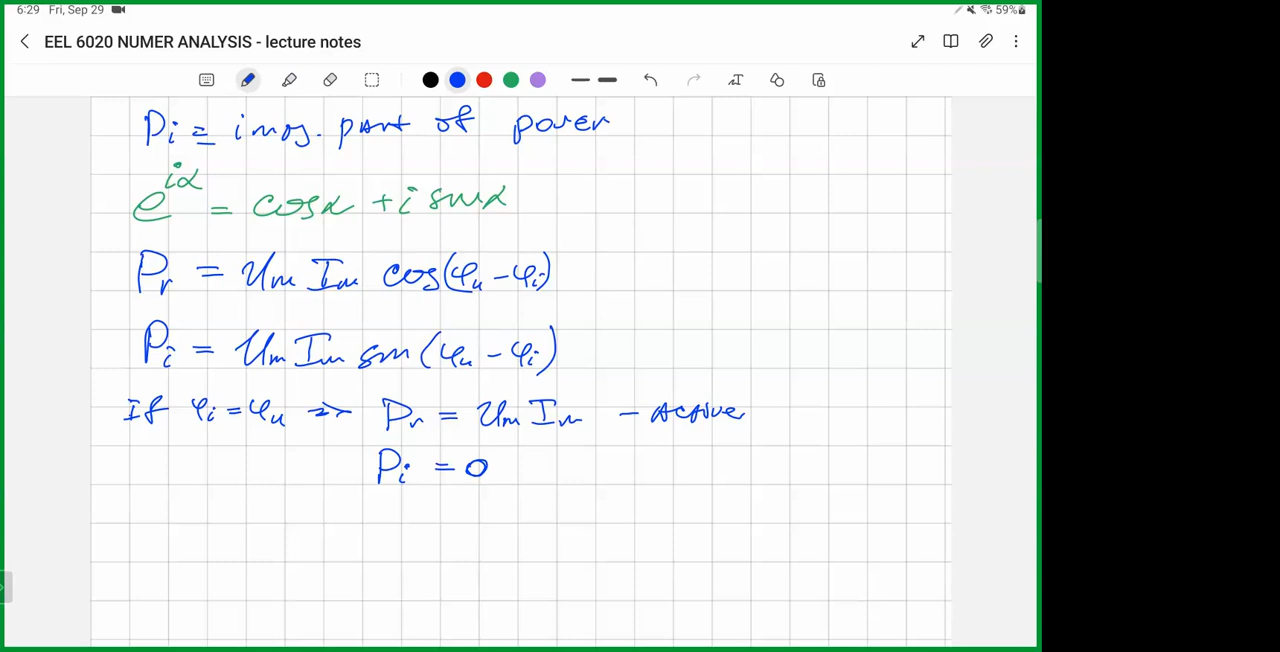 6:29 Fri, Sep 29 59%
EEL 6020 NUMER ANALYSIS - lecture notes
Pi = imag. part of power
e^{iα} = cosα + i sinα
Pr = Um Im cos(φu - φi)
Pi = Um Im sin(φu - φi)
If φi = φu => Pr = Um Im - Active
Pi = 0